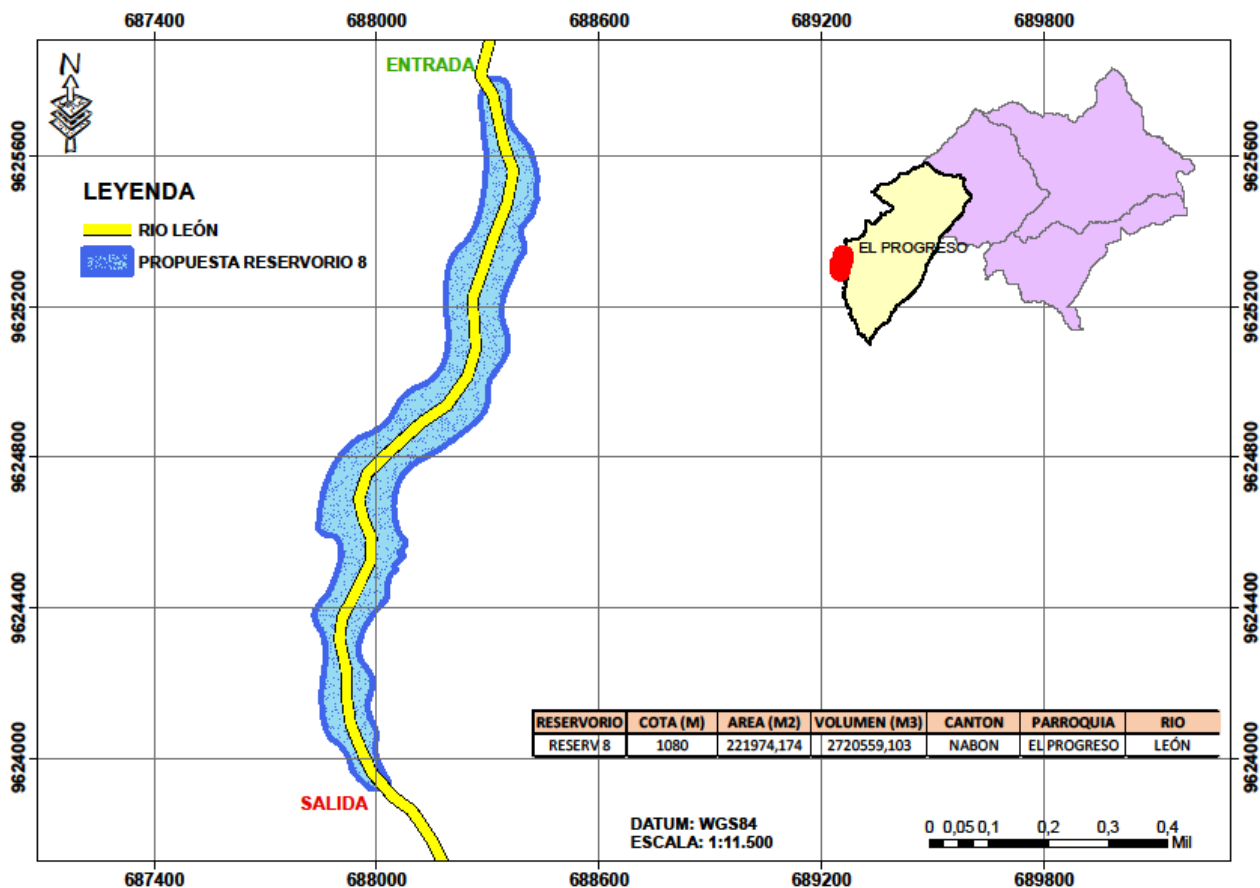 687400 688000 688600 689200 689800
ENTRADA
N
9625600 9625600
LEYENDA
RIO LEÓN
PROPUESTA RESERVORIO 8
EL PROGRESO
9625200 9625200
9624800 9624800
9624400 9624400
RESERVORIO COTA (M) AREA (M2) VOLUMEN (M3) CANTON PARROQUIA RIO
RESERV 8 1080 221974,174 2720559,103 NABON EL PROGRESO LEÓN
9624000 9624000
SALIDA
DATUM: WGS84
ESCALA: 1:11.500
0 0,05 0,1 0,2 0,3 0,4
Mil
687400 688000 688600 689200 689800